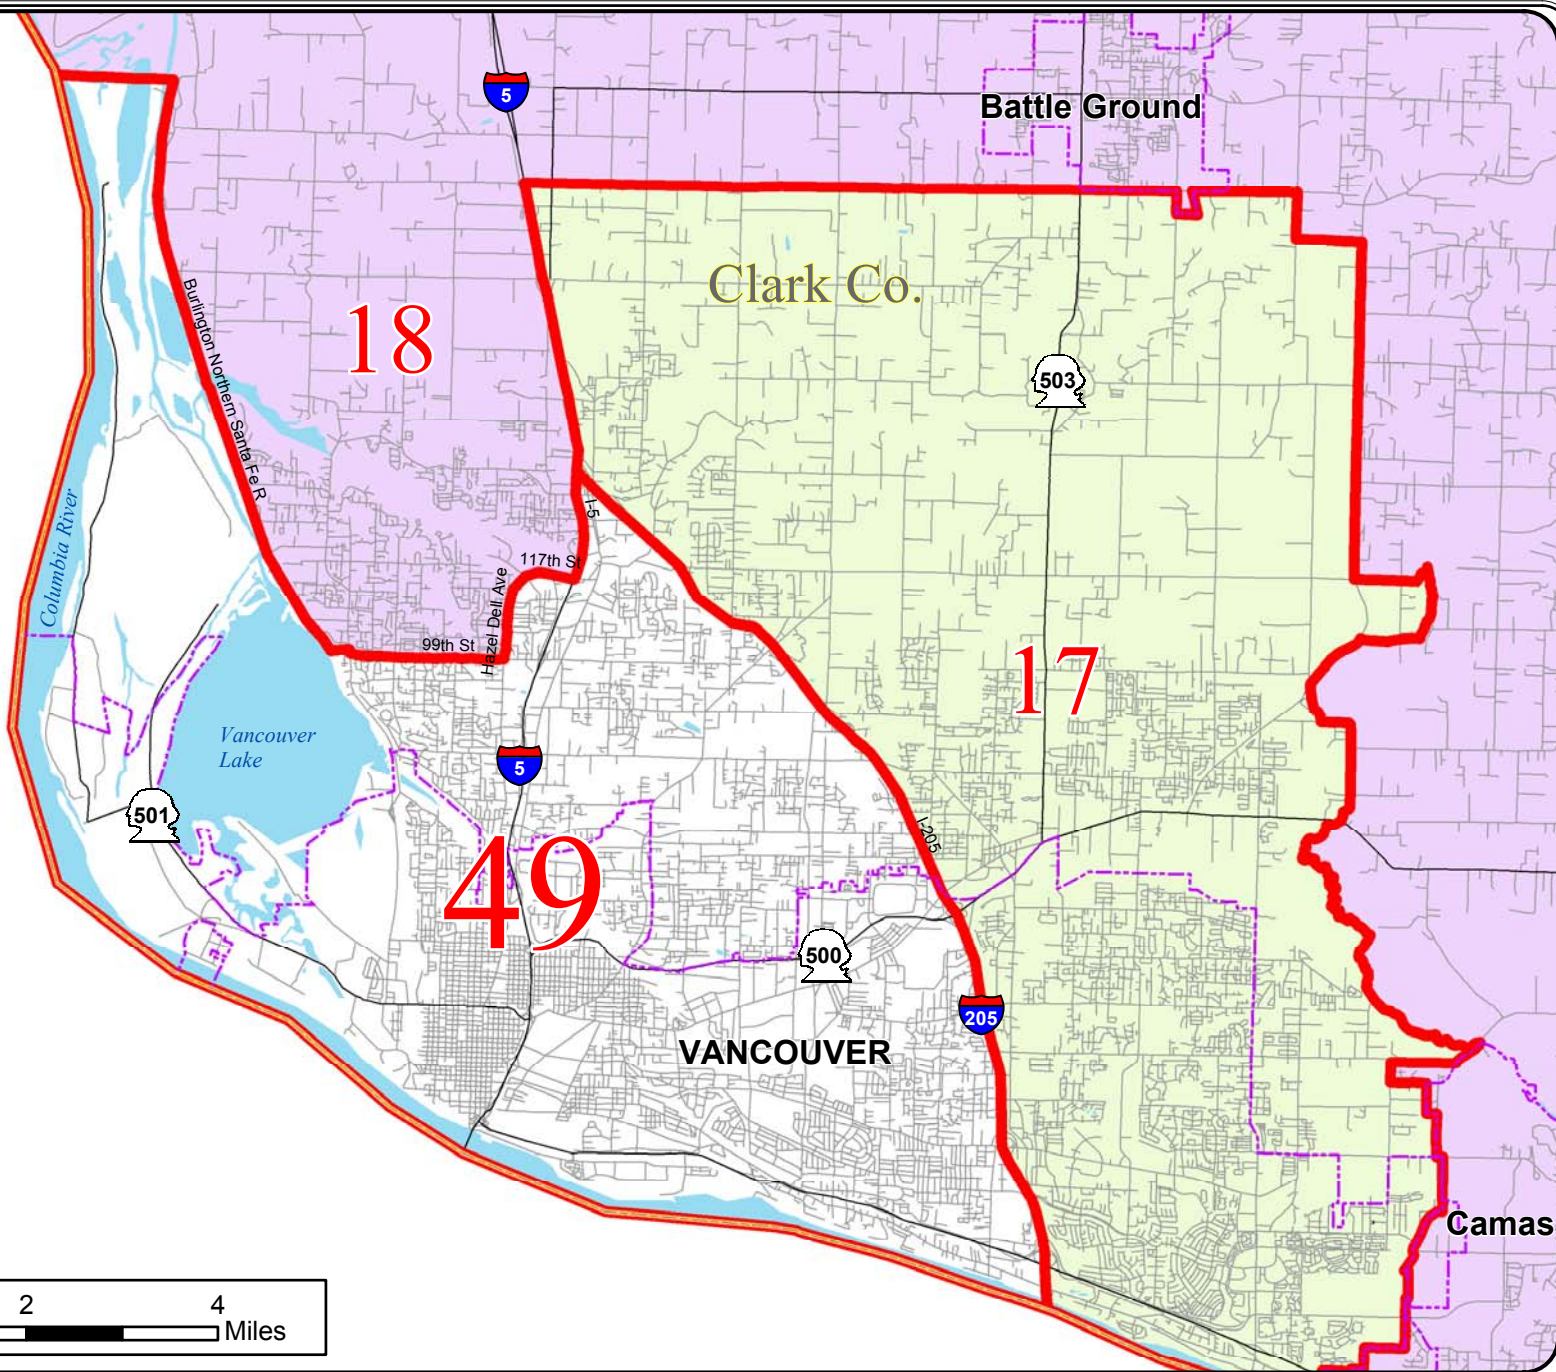 5
Battle Ground
Clark Co.
18
Burlington Northern Santa Fe R
503
Columbia River
I-5
117th St
Hazel Dell Ave
99th St
17
Vancouver
Lake
5
501
I-205
49
500
205
VANCOUVER
Camas
2 4
Miles